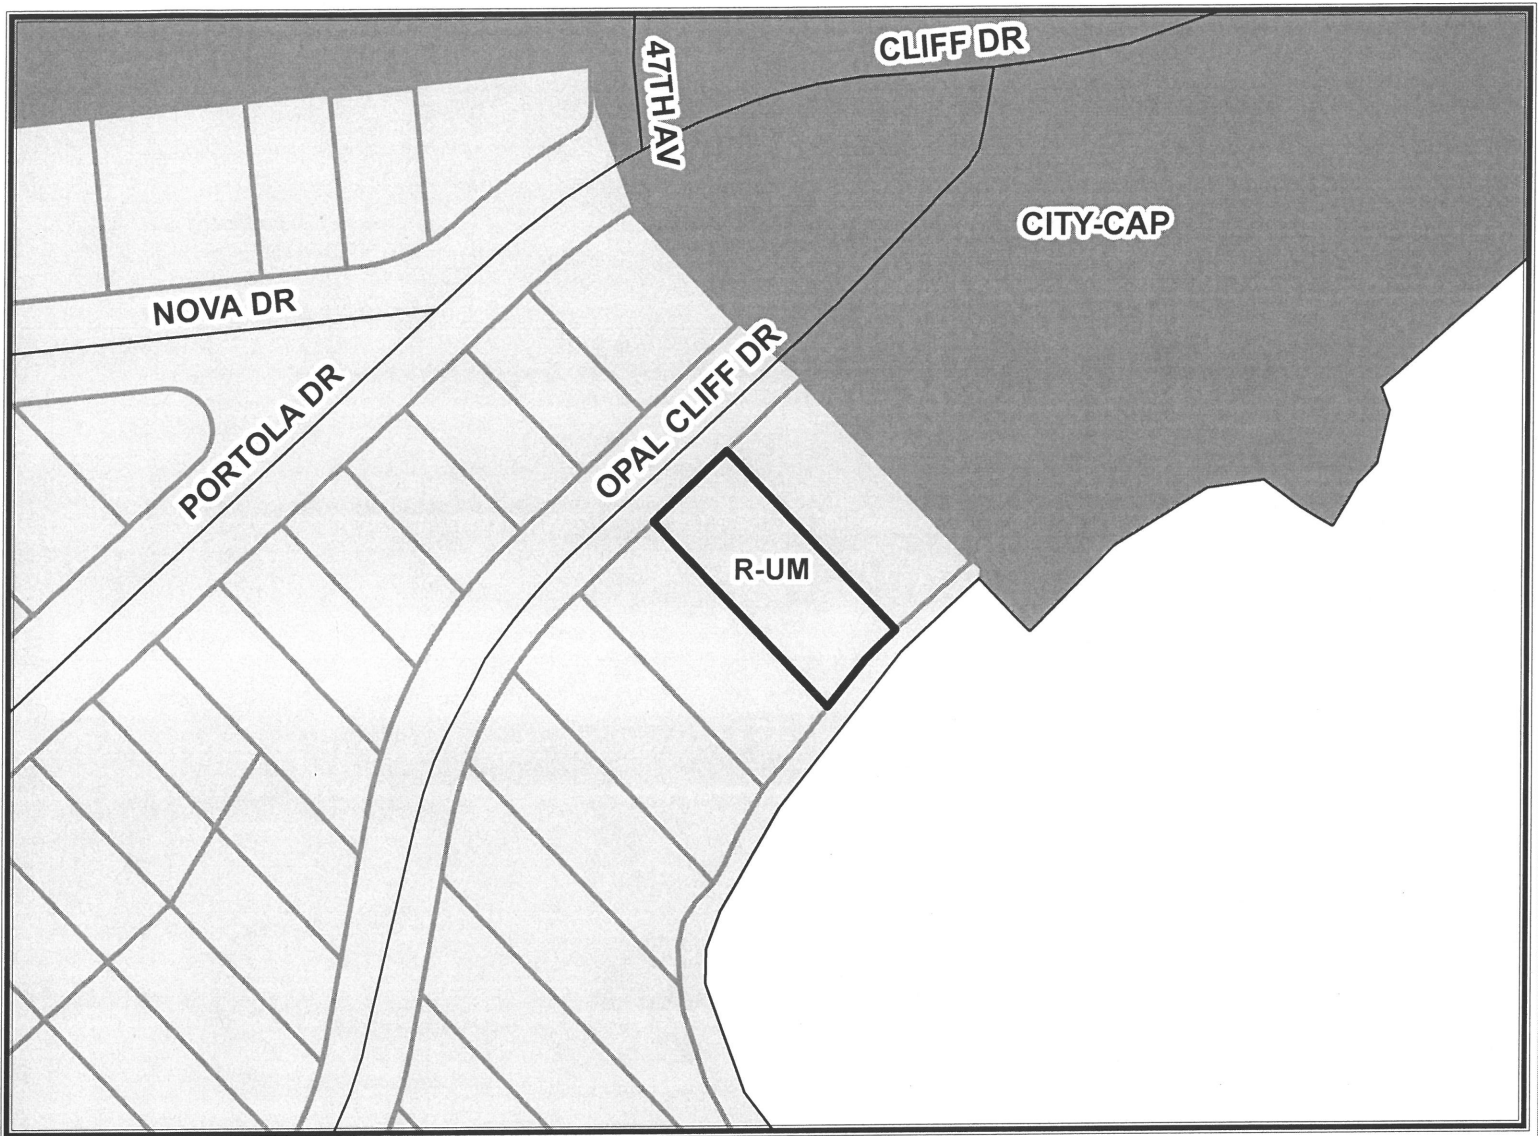 CLIFF DR
47TH AV
CITY-CAP
NOVA DR
PORTOLA DR
OPAL CLIFF DR
R-UM